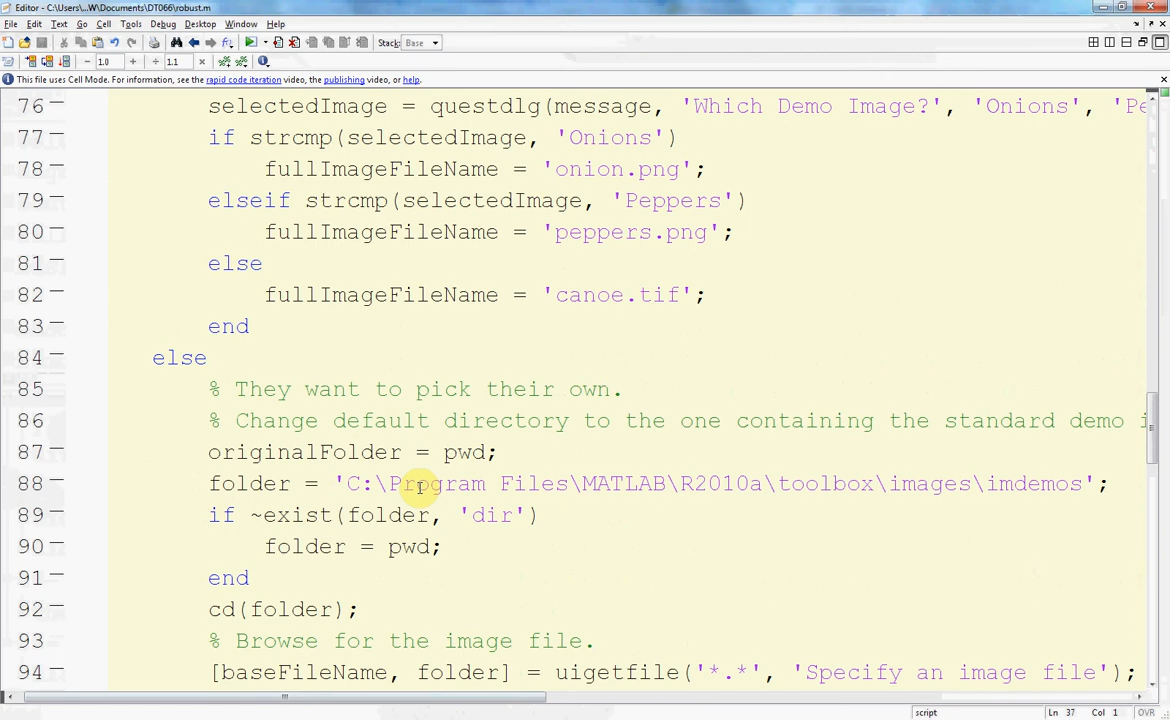 Editor - C:\Users\...W\Documents\DT066\robust.m
File Edit Text Go Cell Tools Debug Desktop Window Help
Stack: Base
1.0 1.1
This file uses Cell Mode. For information, see the rapid code iteration video, the publishing video, or help.
76 selectedImage = questdlg(message, 'Which Demo Image?', 'Onions', 'Pe
77 if strcmp(selectedImage, 'Onions')
78 fullImageFileName = 'onion.png';
79 elseif strcmp(selectedImage, 'Peppers')
80 fullImageFileName = 'peppers.png';
81 else
82 fullImageFileName = 'canoe.tif';
83 end
84 else
85 % They want to pick their own.
86 % Change default directory to the one containing the standard demo i
87 originalFolder = pwd;
88 folder = 'C:\Program Files\MATLAB\R2010a\toolbox\images\imdemos';
89 if ~exist(folder, 'dir')
90 folder = pwd;
91 end
92 cd(folder);
93 % Browse for the image file.
94 [baseFileName, folder] = uigetfile('*.*', 'Specify an image file');
script Ln 37 Col 1 OVR